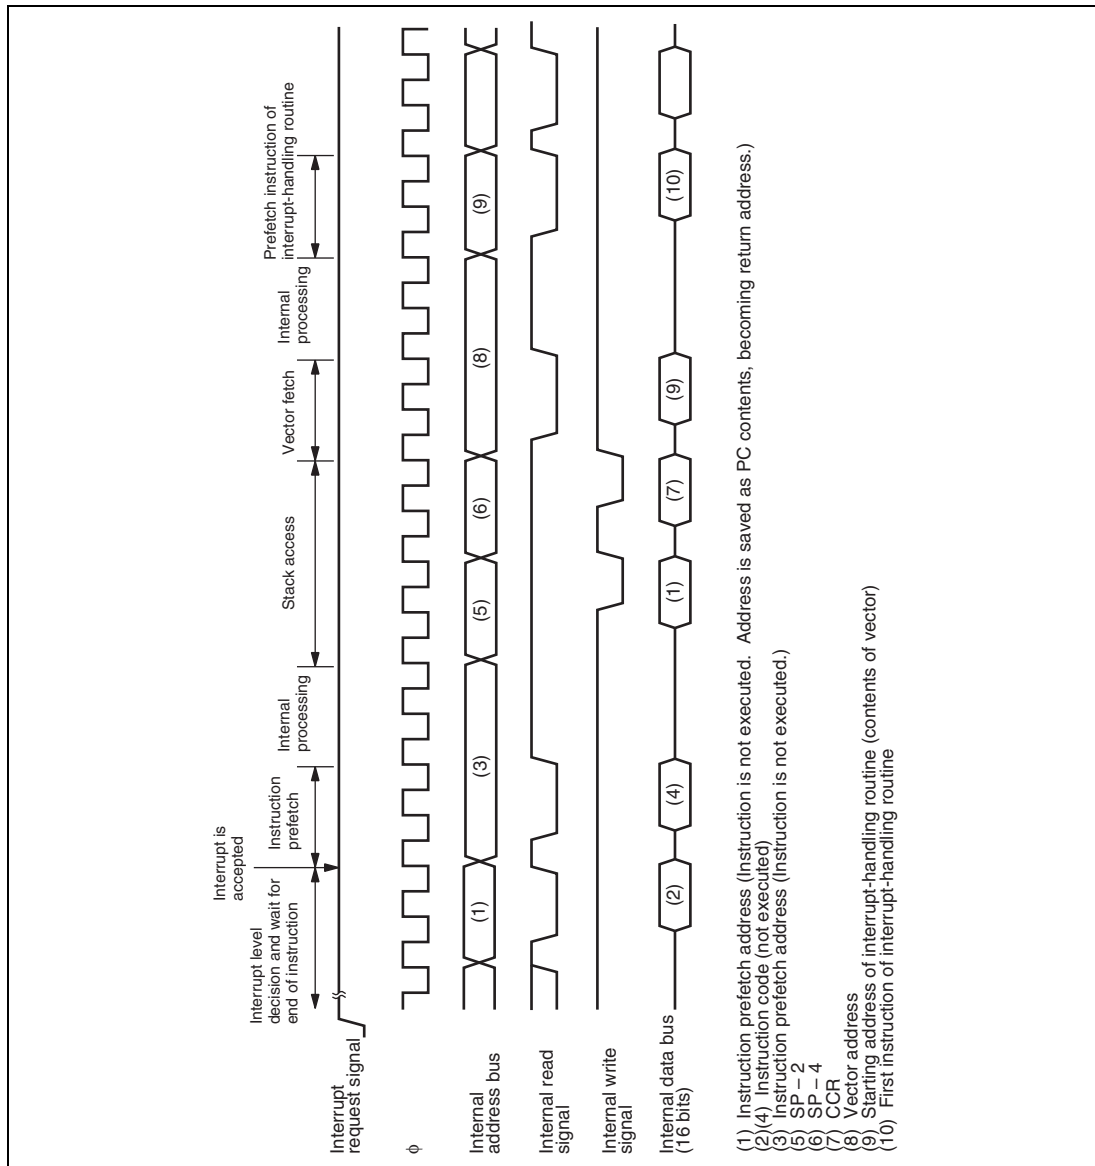 Interrupt is
accepted
Interrupt level
decision and wait for
end of instruction
Instruction
prefetch
Internal
processing
Stack access
Vector fetch
Internal
processing
Prefetch instruction of
interrupt-handling routine
Interrupt
request signal
ϕ
Internal
address bus
(1)
(3)
(5)
(6)
(8)
(9)
Internal read
signal
Internal write
signal
Internal data bus
(16 bits)
(2)
(4)
(1)
(7)
(9)
(10)
(1) Instruction prefetch address (Instruction is not executed. Address is saved as PC contents, becoming return address.)
(2)(4) Instruction code (not executed)
(3) Instruction prefetch address (Instruction is not executed.)
(5) SP – 2
(6) SP – 4
(7) CCR
(8) Vector address
(9) Starting address of interrupt-handling routine (contents of vector)
(10) First instruction of interrupt-handling routine